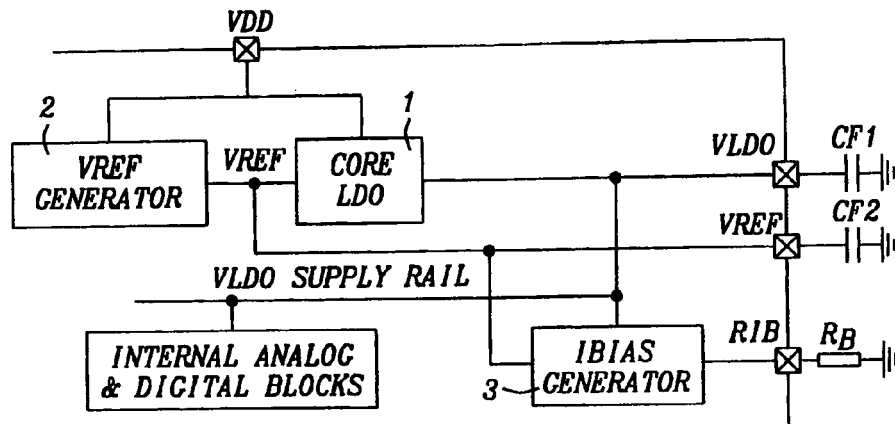 VDD
2
1
VREF
GENERATOR
VREF
CORE
LDO
VLDO
CF1
VREF
CF2
VLDO SUPPLY RAIL
INTERNAL ANALOG
& DIGITAL BLOCKS
3
IBIAS
GENERATOR
RIB
RB